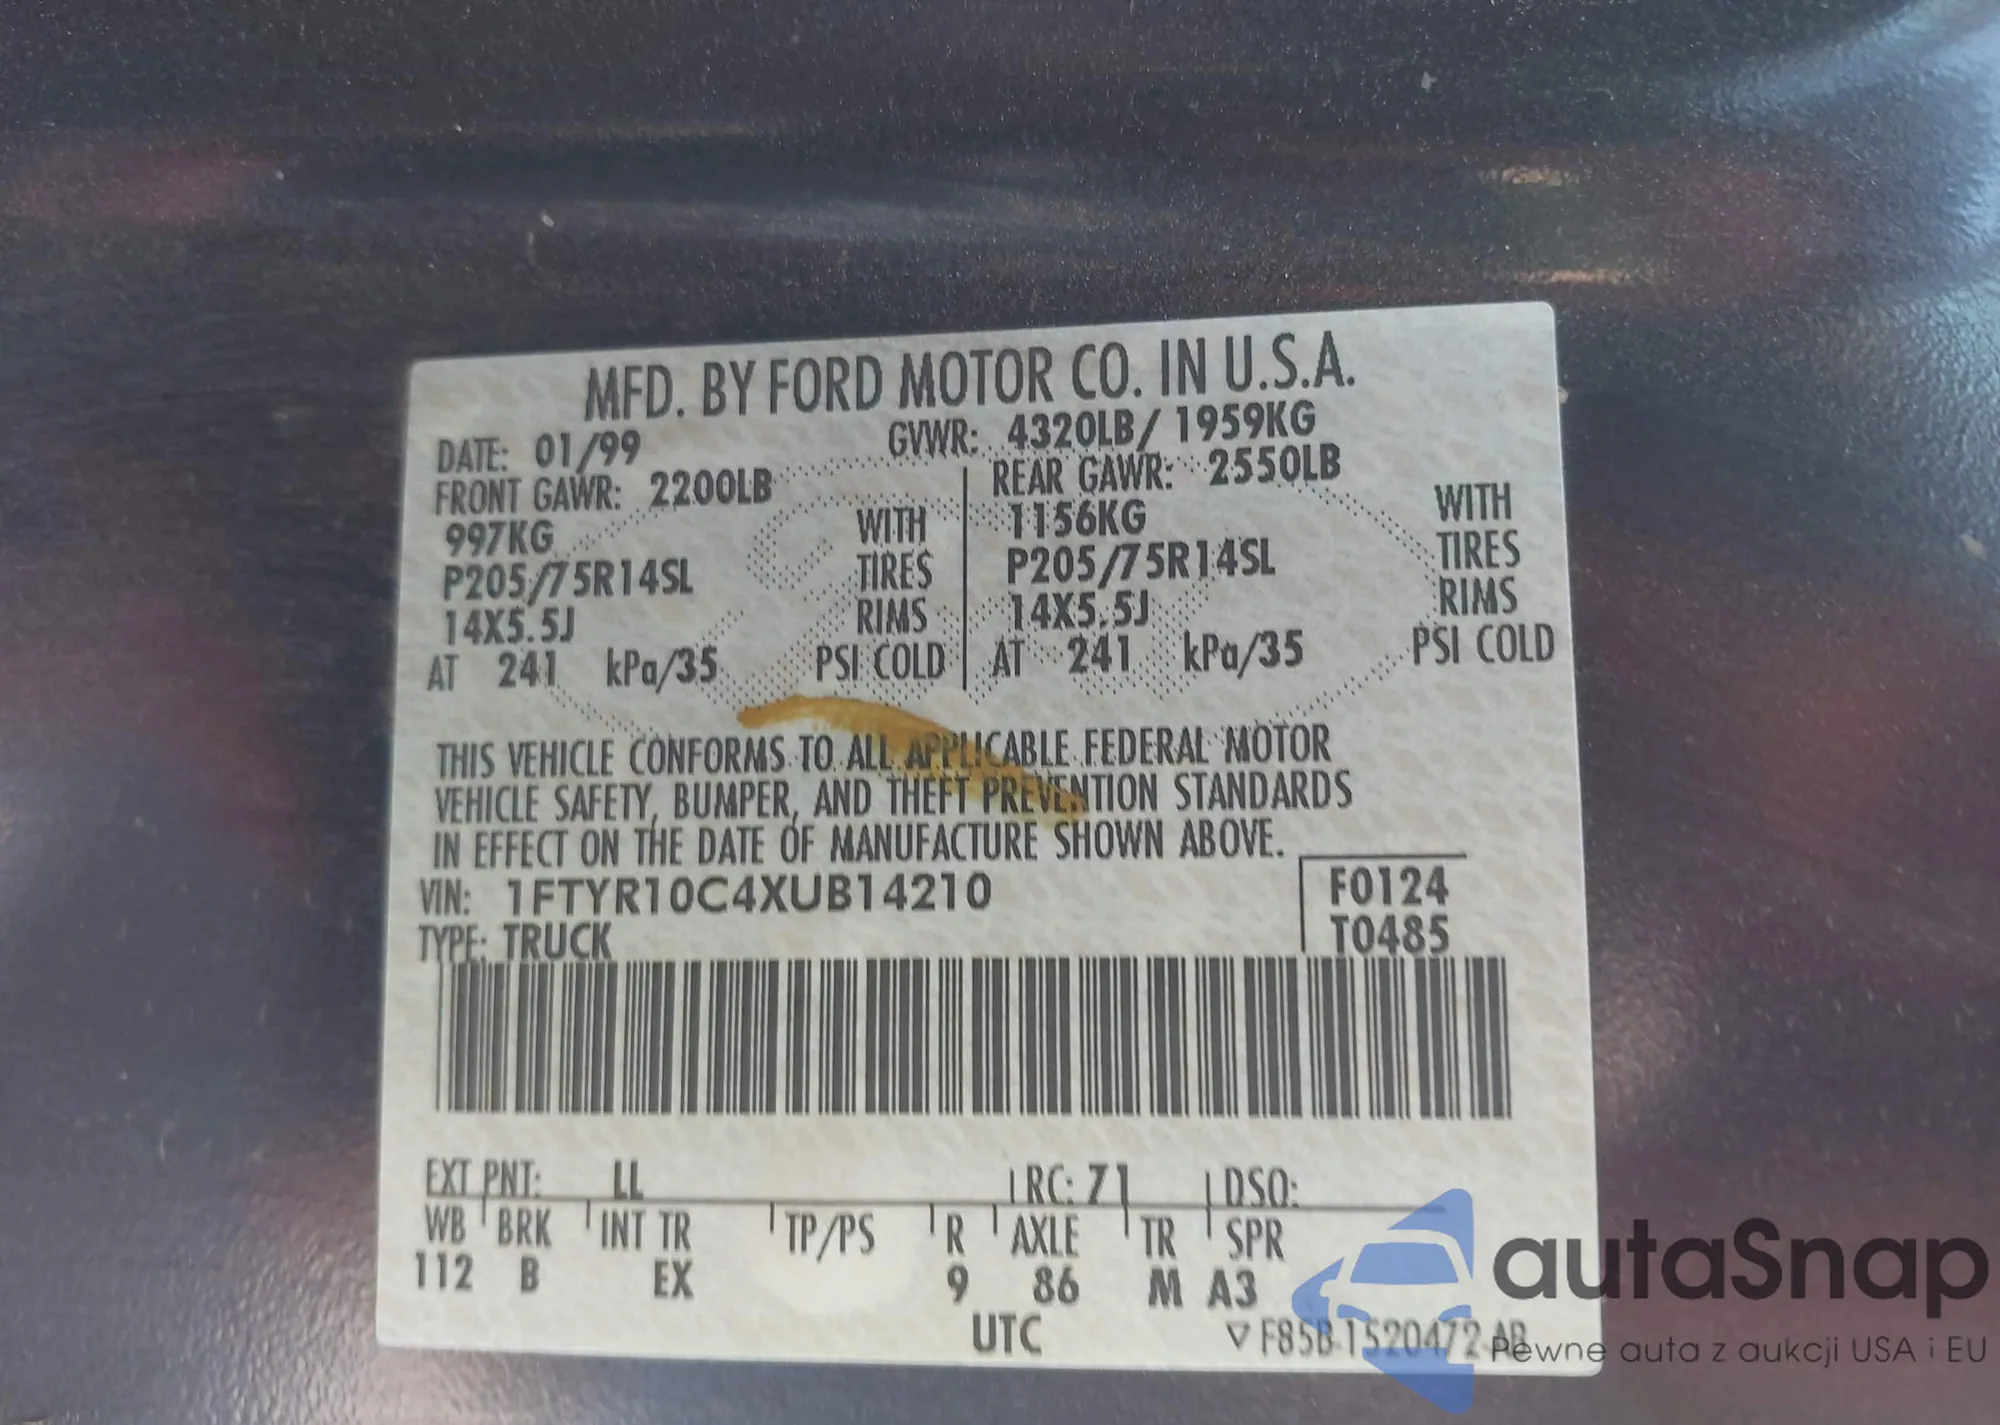 MFD. BY FORD MOTOR CO. IN U.S.A.
DATE: 01/99 GVWR: 4320LB/ 1959KG
FRONT GAWR: 2200LB REAR GAWR: 2550LB
997KG WITH 1156KG WITH
P205/75R14SL TIRES P205/75R14SL TIRES
14X5.5J RIMS 14X5.5J RIMS
AT 241 kPa/35 PSI COLD AT 241 kPa/35 PSI COLD
THIS VEHICLE CONFORMS TO ALL APPLICABLE FEDERAL MOTOR
VEHICLE SAFETY, BUMPER, AND THEFT PREVENTION STANDARDS
IN EFFECT ON THE DATE OF MANUFACTURE SHOWN ABOVE.
VIN: 1FTYR10C4XUB14210 F0124
TYPE: TRUCK T0485
EXT PNT: LL RC: 71 DSO:
WB BRK INT TR TP/PS R AXLE TR SPR
112 B EX 9 86 M A3
UTC F85B-1520472-AB
autaSnap
Pewne auta z aukcji USA i EU